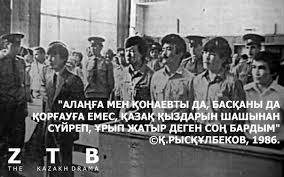 "АЛАҢҒА МЕН ҚОНАЕВТЫ ДА, БАСҚАНЫ ДА
ҚОРҒАУҒА ЕМЕС, ҚАЗАҚ ҚЫЗДАРЫН ШАШЫНАН
СҮЙРЕП, ҰРЫП ЖАТЫР ДЕГЕН СОҢ БАРДЫМ"
©Қ.РЫСҚҰЛБЕКОВ, 1986.
Z T B
THE KAZAKH DRAMA